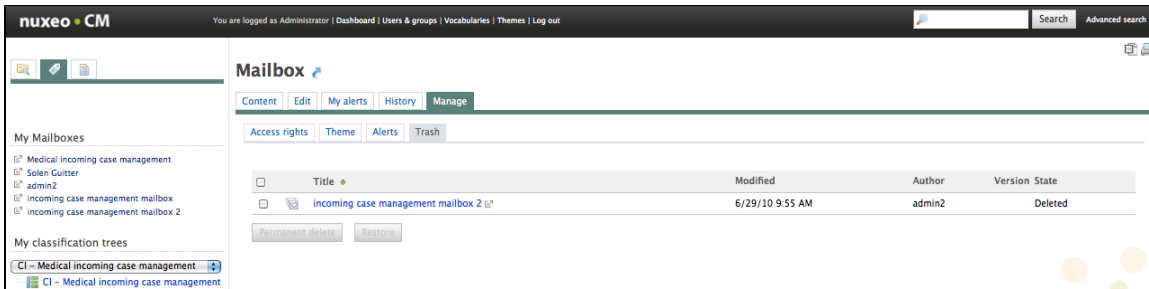 nuxeo • CM
You are logged as Administrator | Dashboard | Users & groups | Vocabularies | Themes | Log out
Search
Advanced search
Mailbox
Content
Edit
My alerts
History
Manage
Access rights
Theme
Alerts
Trash
My Mailboxes
Medical incoming case management
Solen Guitter
admin2
incoming case management mailbox
incoming case management mailbox 2
My classification trees
CI - Medical incoming case management
CI - Medical incoming case management
Title Modified Author Version State
incoming case management mailbox 2 6/29/10 9:55 AM admin2 Deleted
Permanent delete
Restore